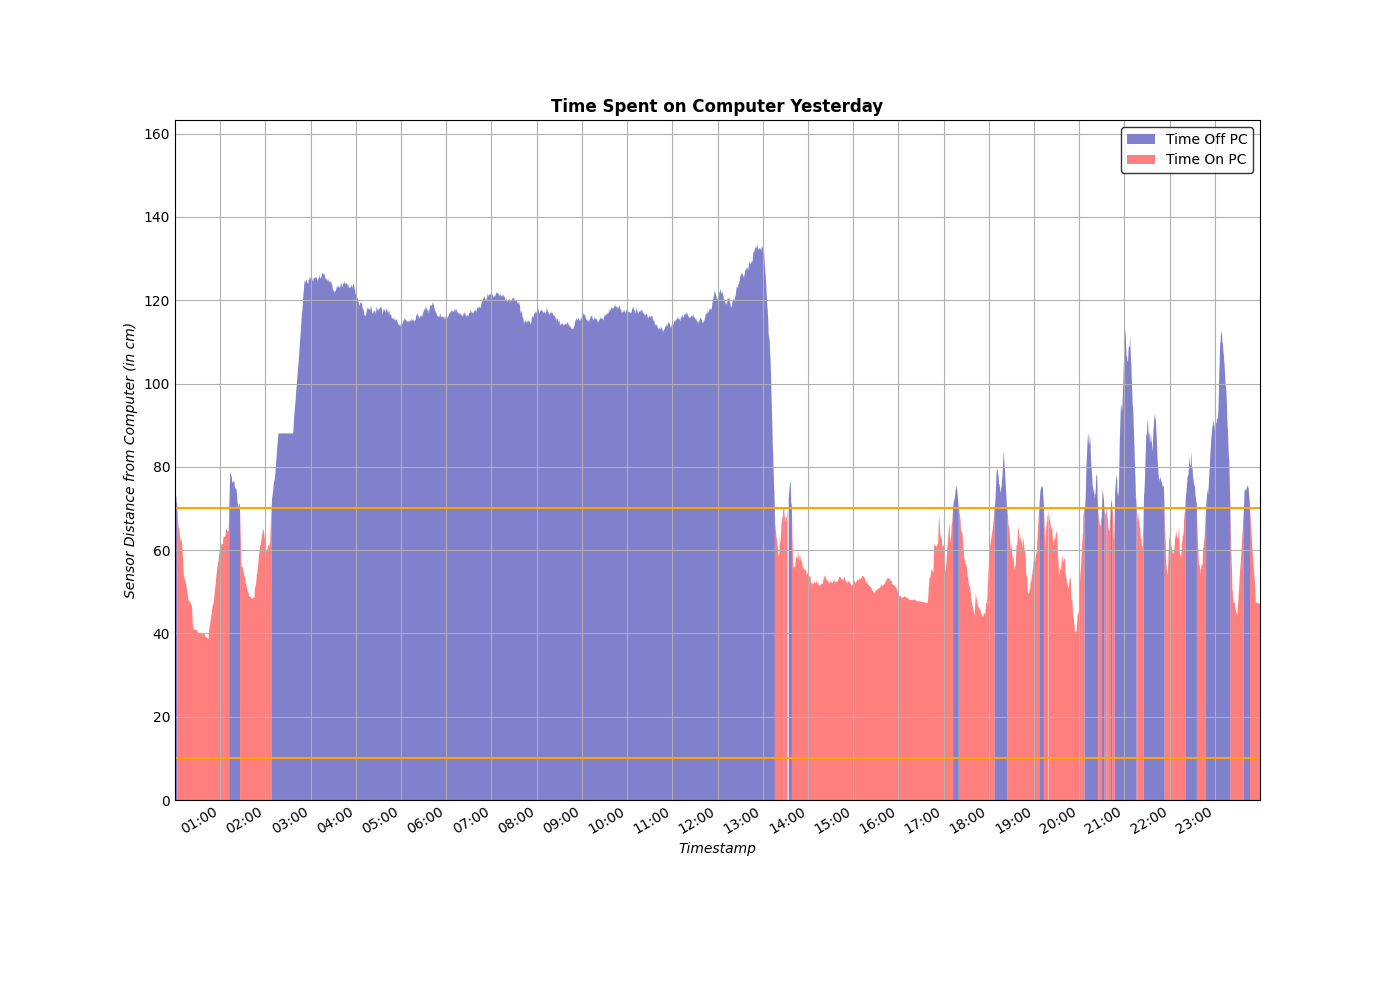 Time Spent on Computer Yesterday
Time Off PC
Time On PC
Sensor Distance from Computer (in cm)
160
140
120
100
80
60
40
20
0
01:00 02:00 03:00 04:00 05:00 06:00 07:00 08:00 09:00 10:00 11:00 12:00 13:00 14:00 15:00 16:00 17:00 18:00 19:00 20:00 21:00 22:00 23:00
Timestamp